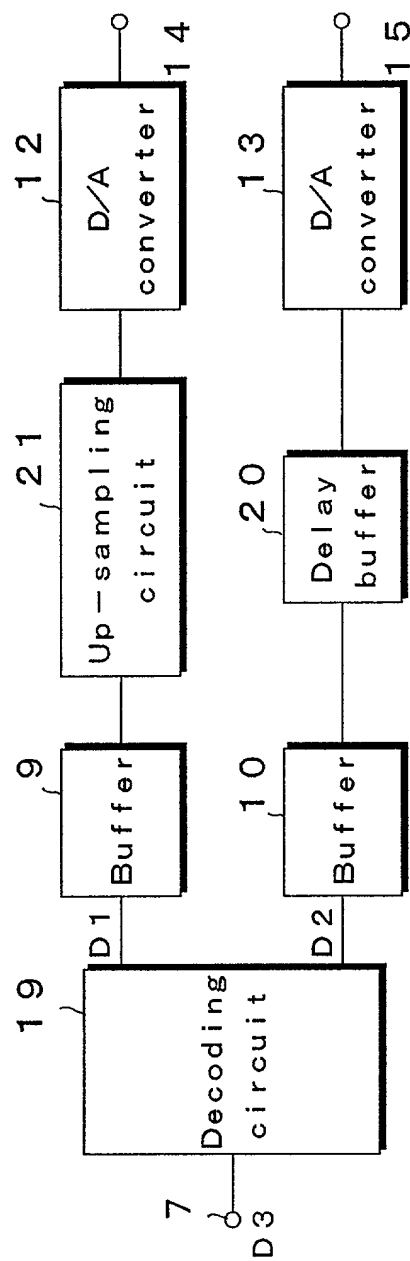 7
D3
19
Decoding
circuit
D1
D2
9
Buffer
10
Buffer
21
Up-sampling
circuit
20
Delay
buffer
12
D/A
converter
13
D/A
converter
14
15